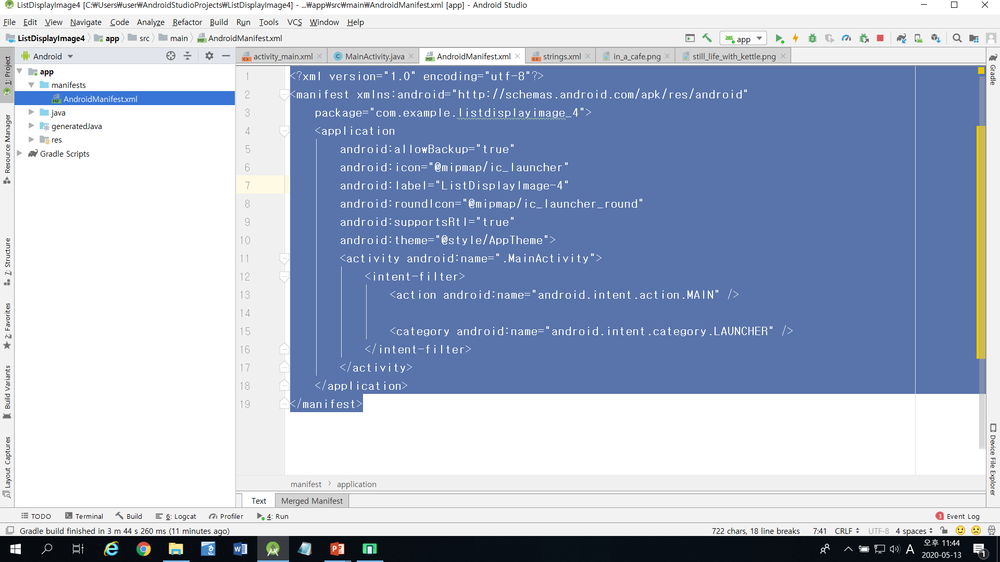 ListDisplayImage4 [C:₩Users₩user₩AndroidStudioProjects₩ListDisplayImage4] - ...₩app₩src₩main₩AndroidManifest.xml [app] - Android Studio
File Edit View Navigate Code Analyze Refactor Build Run Tools VCS Window Help
ListDisplayImage4 app src main AndroidManifest.xml app
Android
activity_main.xml MainActivity.java AndroidManifest.xml strings.xml in_a_cafe.png still_life_with_kettle.png
app
manifests
AndroidManifest.xml
java
generatedJava
res
Gradle Scripts
1: Project
Resource Manager
7: Structure
2: Favorites
Build Variants
Layout Captures
1 <?xml version="1.0" encoding="utf-8"?>
2 <manifest xmlns:android="http://schemas.android.com/apk/res/android"
3 package="com.example.listdisplayimage_4">
4 <application
5 android:allowBackup="true"
6 android:icon="@mipmap/ic_launcher"
7 android:label="ListDisplayImage-4"
8 android:roundIcon="@mipmap/ic_launcher_round"
9 android:supportsRtl="true"
10 android:theme="@style/AppTheme">
11 <activity android:name=".MainActivity">
12 <intent-filter>
13 <action android:name="android.intent.action.MAIN" />
14
15 <category android:name="android.intent.category.LAUNCHER" />
16 </intent-filter>
17 </activity>
18 </application>
19 </manifest>
Gradle
Device File Explorer
manifest application
Text Merged Manifest
TODO Terminal Build 6: Logcat Profiler 4: Run 3 Event Log
Gradle build finished in 3 m 44 s 260 ms (11 minutes ago) 722 chars, 18 line breaks 7:41 CRLF UTF-8 4 spaces
A 오후 11:44
2020-05-13
1